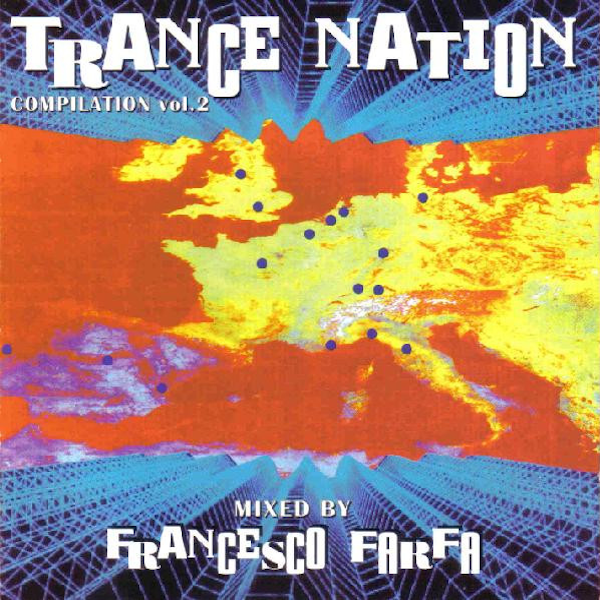 TRANCE NATION
COMPILATION vol.2
MIXED BY
FRANCESCO FARFA